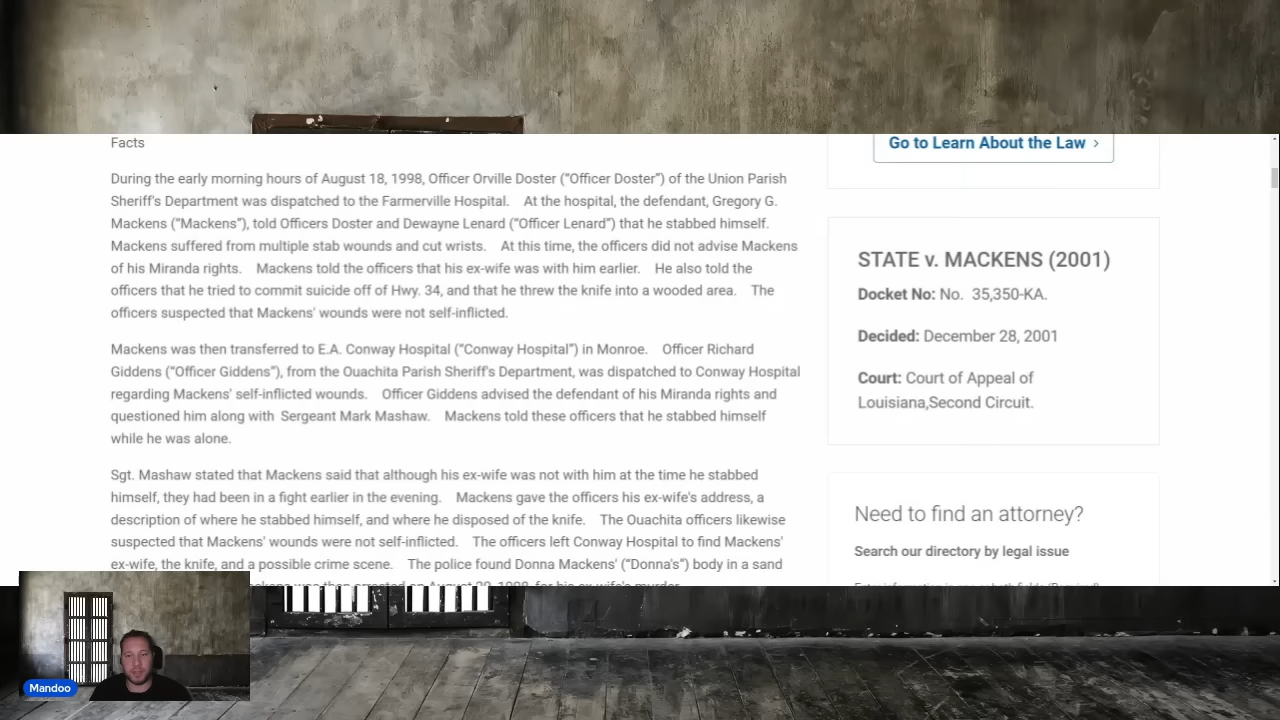 Facts
During the early morning hours of August 18, 1998, Officer Orville Doster (“Officer Doster”) of the Union Parish
Sheriff's Department was dispatched to the Farmerville Hospital. At the hospital, the defendant, Gregory G.
Mackens (“Mackens”), told Officers Doster and Dewayne Lenard (“Officer Lenard”) that he stabbed himself.
Mackens suffered from multiple stab wounds and cut wrists. At this time, the officers did not advise Mackens
of his Miranda rights. Mackens told the officers that his ex-wife was with him earlier. He also told the
officers that he tried to commit suicide off of Hwy. 34, and that he threw the knife into a wooded area. The
officers suspected that Mackens' wounds were not self-inflicted.
Mackens was then transferred to E.A. Conway Hospital (“Conway Hospital”) in Monroe. Officer Richard
Giddens (“Officer Giddens”), from the Ouachita Parish Sheriff's Department, was dispatched to Conway Hospital
regarding Mackens' self-inflicted wounds. Officer Giddens advised the defendant of his Miranda rights and
questioned him along with Sergeant Mark Mashaw. Mackens told these officers that he stabbed himself
while he was alone.
Sgt. Mashaw stated that Mackens said that although his ex-wife was not with him at the time he stabbed
himself, they had been in a fight earlier in the evening. Mackens gave the officers his ex-wife's address, a
description of where he stabbed himself, and where he disposed of the knife. The Ouachita officers likewise
suspected that Mackens' wounds were not self-inflicted. The officers left Conway Hospital to find Mackens'
ex-wife, the knife, and a possible crime scene. The police found Donna Mackens' (“Donna's”) body in a sand
Go to Learn About the Law ›
STATE v. MACKENS (2001)
Docket No: No. 35,350-KA.
Decided: December 28, 2001
Court: Court of Appeal of
Louisiana,Second Circuit.
Need to find an attorney?
Search our directory by legal issue
Mandoo